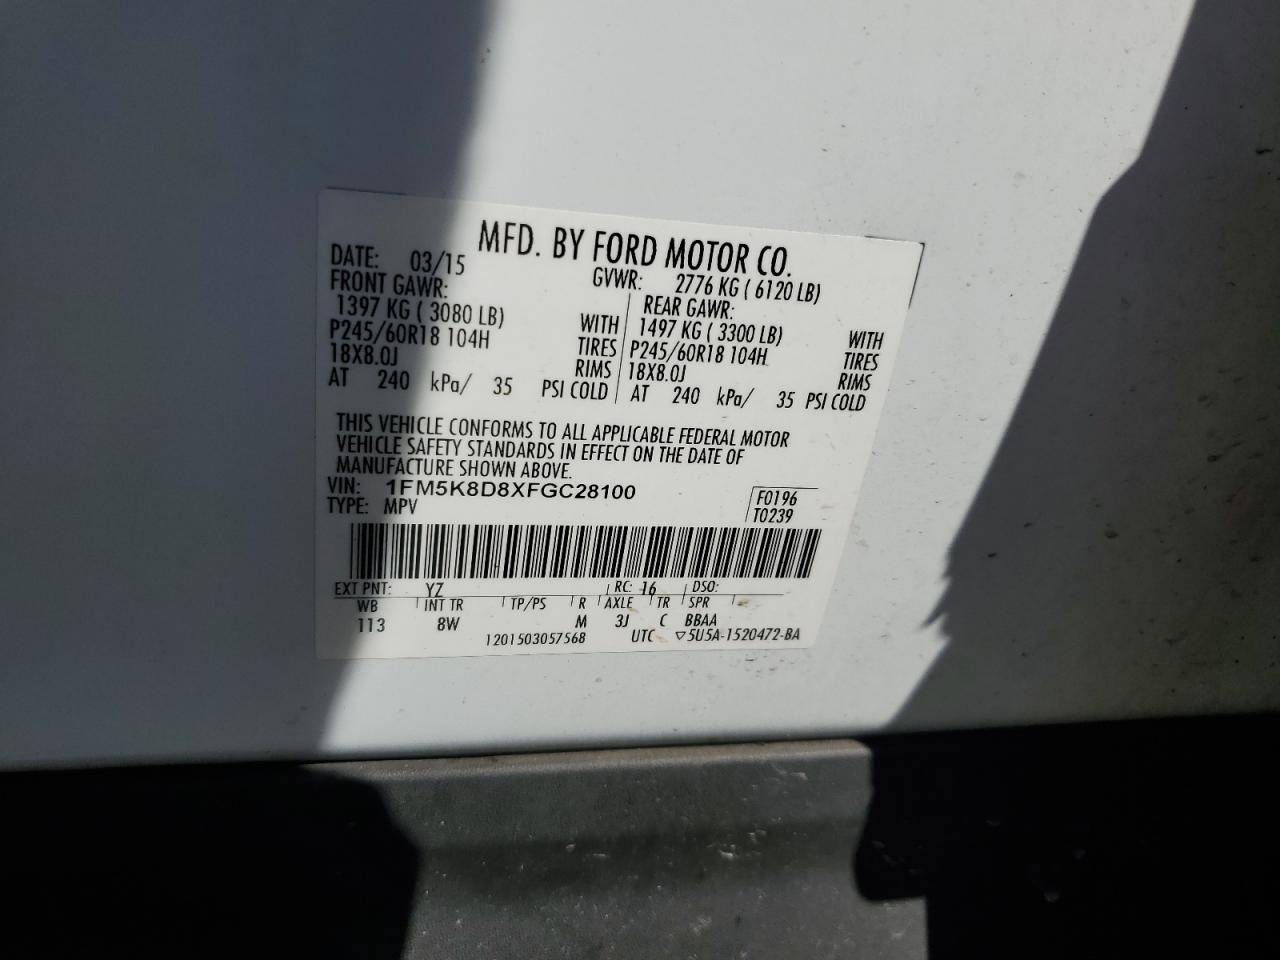 MFD. BY FORD MOTOR CO.
DATE: 03/15 GVWR: 2776 KG ( 6120 LB)
FRONT GAWR: REAR GAWR:
1397 KG ( 3080 LB) WITH 1497 KG ( 3300 LB) WITH
P245/60R18 104H TIRES P245/60R18 104H TIRES
18X8.0J RIMS 18X8.0J RIMS
AT 240 kPa/ 35 PSI COLD AT 240 kPa/ 35 PSI COLD
THIS VEHICLE CONFORMS TO ALL APPLICABLE FEDERAL MOTOR
VEHICLE SAFETY STANDARDS IN EFFECT ON THE DATE OF
MANUFACTURE SHOWN ABOVE.
VIN: 1FM5K8D8XFGC28100 F0196
TYPE: MPV T0239
EXT PNT: YZ RC: 16 DSO:
WB INT TR TP/PS R AXLE TR SPR
113 8W M 3J C BBAA
1201503057568 UTC ▽5U5A-1520472-BA